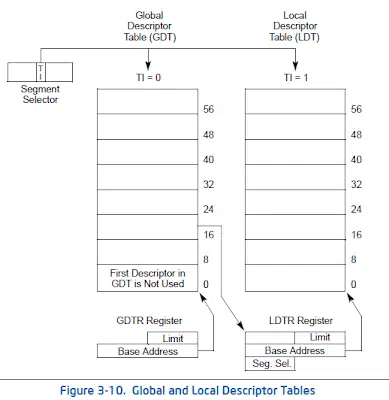 Global
Descriptor
Table (GDT)
Local
Descriptor
Table (LDT)
T
I
Segment
Selector
TI = 0
TI = 1
56
48
40
32
24
16
8
0
First Descriptor in
GDT is Not Used
56
48
40
32
24
16
8
0
GDTR Register
Limit
Base Address
LDTR Register
Limit
Base Address
Seg. Sel.
Figure 3-10. Global and Local Descriptor Tables